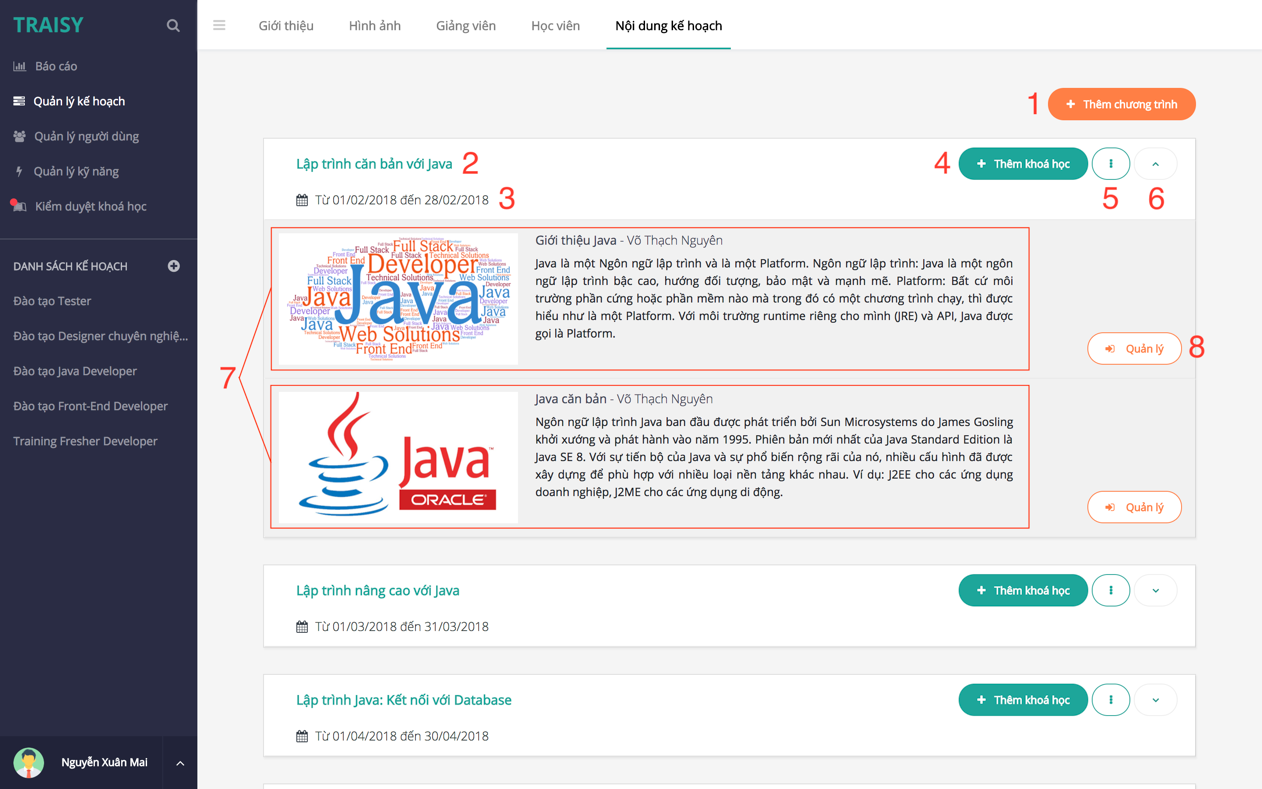 TRAISY
Báo cáo
Quản lý kế hoạch
Quản lý người dùng
Quản lý kỹ năng
Kiểm duyệt khoá học
DANH SÁCH KẾ HOẠCH
Đào tạo Tester
Đào tạo Designer chuyên nghiệ...
Đào tạo Java Developer
Đào tạo Front-End Developer
Training Fresher Developer
Nguyễn Xuân Mai
Giới thiệu Hình ảnh Giảng viên Học viên Nội dung kế hoạch
1 Thêm chương trình
Lập trình căn bản với Java 2
4 Thêm khoá học
Từ 01/02/2018 đến 28/02/2018 3
5 6
7
Full Stack
Developer
Front End
Technical Solutions
Java
Web Solutions
Front End
Giới thiệu Java - Võ Thạch Nguyên
Java là một Ngôn ngữ lập trình và là một Platform. Ngôn ngữ lập trình: Java là một ngôn
ngữ lập trình bậc cao, hướng đối tượng, bảo mật và mạnh mẽ. Platform: Bất cứ môi
trường phần cứng hoặc phần mềm nào mà trong đó có một chương trình chạy, thì được
hiểu như là một Platform. Với môi trường runtime riêng cho mình (JRE) và API, Java được
gọi là Platform.
Quản lý 8
Java
ORACLE
Java căn bản - Võ Thạch Nguyên
Ngôn ngữ lập trình Java ban đầu được phát triển bởi Sun Microsystems do James Gosling
khởi xướng và phát hành vào năm 1995. Phiên bản mới nhất của Java Standard Edition là
Java SE 8. Với sự tiến bộ của Java và sự phổ biến rộng rãi của nó, nhiều cấu hình đã được
xây dựng để phù hợp với nhiều loại nền tảng khác nhau. Ví dụ: J2EE cho các ứng dụng
doanh nghiệp, J2ME cho các ứng dụng di động.
Quản lý
Lập trình nâng cao với Java
Thêm khoá học
Từ 01/03/2018 đến 31/03/2018
Lập trình Java: Kết nối với Database
Thêm khoá học
Từ 01/04/2018 đến 30/04/2018